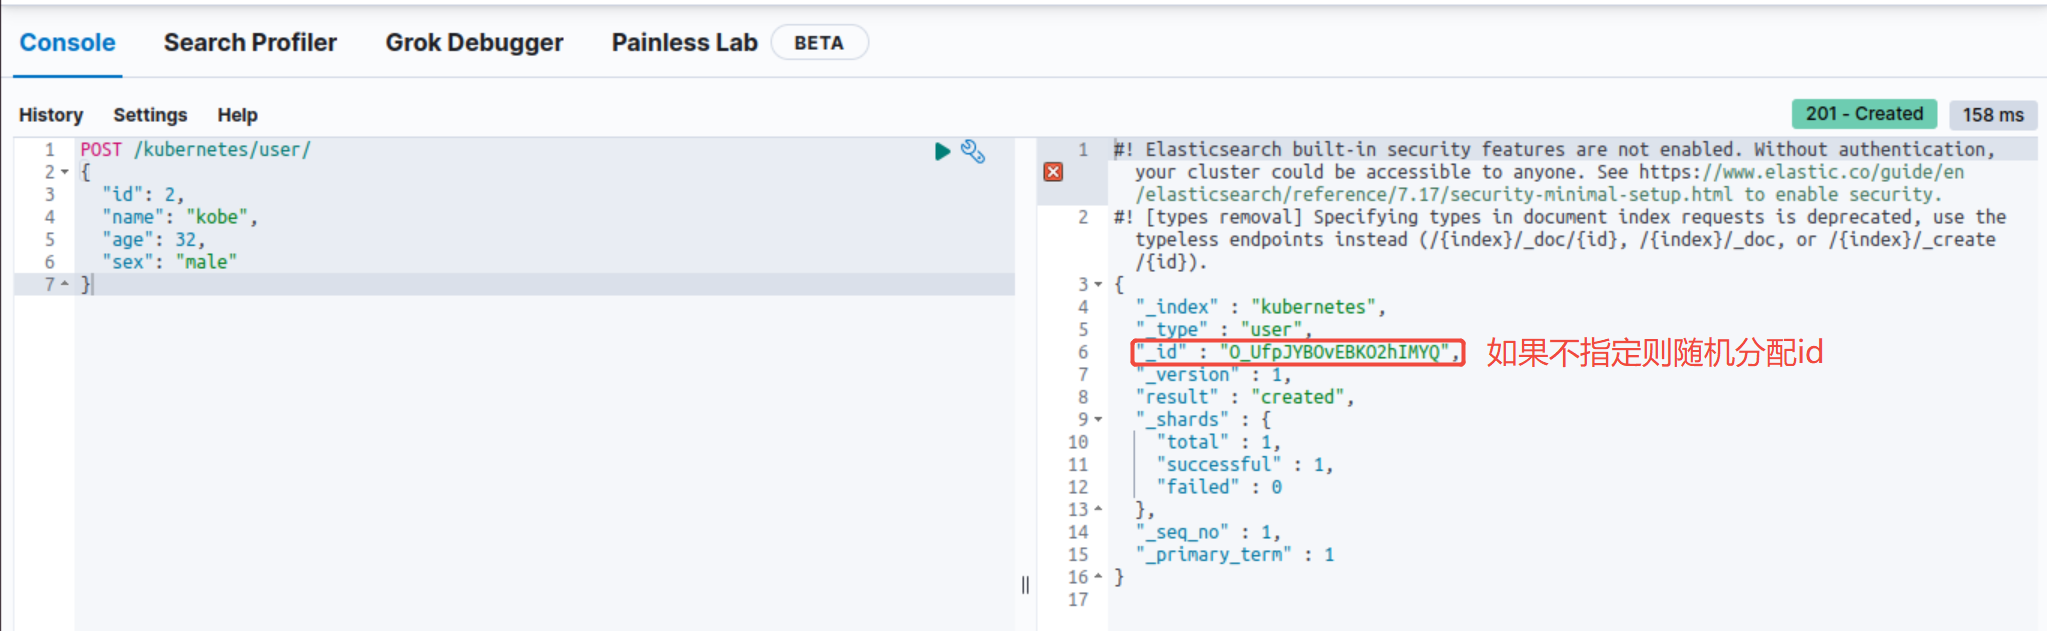 Console Search Profiler Grok Debugger Painless Lab BETA
History Settings Help
201 - Created 158 ms
1 POST /kubernetes/user/
2 {
3 "id": 2,
4 "name": "kobe",
5 "age": 32,
6 "sex": "male"
7 }
1 #! Elasticsearch built-in security features are not enabled. Without authentication,
your cluster could be accessible to anyone. See https://www.elastic.co/guide/en
/elasticsearch/reference/7.17/security-minimal-setup.html to enable security.
2 #! [types removal] Specifying types in document index requests is deprecated, use the
typeless endpoints instead (/{index}/_doc/{id}, /{index}/_doc, or /{index}/_create
/{id}).
3 {
4 "_index" : "kubernetes",
5 "_type" : "user",
6 "_id" : "O_UfpJYBOvEBKO2hIMYQ", 如果不指定则随机分配id
7 "_version" : 1,
8 "result" : "created",
9 "_shards" : {
10 "total" : 1,
11 "successful" : 1,
12 "failed" : 0
13 },
14 "_seq_no" : 1,
15 "_primary_term" : 1
16 }
17